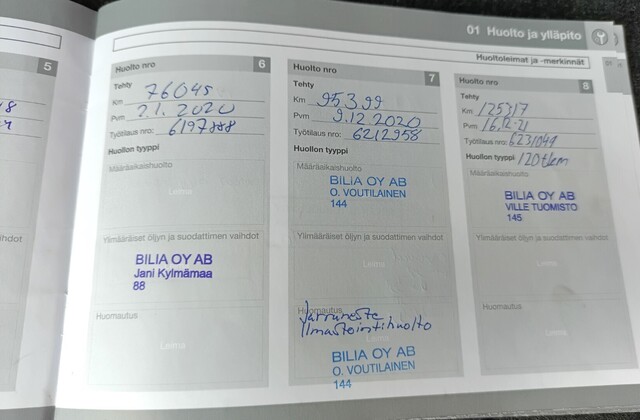 01 Huolto ja ylläpito
Huoltoleimat ja -merkinnät
5
Huolto nro 6
Tehty
Km 76045
Pvm 2.1.2020
Työtilaus nro: 6197888
Huollon tyyppi
Määräaikaishuolto
Leima
Ylimääräiset öljyn ja suodattimen vaihdot
BILIA OY AB
Jani Kylmämaa
88
Huomautus
Leima
Huolto nro 7
Tehty
Km 95399
Pvm 9.12.2020
Työtilaus nro: 6212958
Huollon tyyppi
Määräaikaishuolto
BILIA OY AB
O. VOUTILAINEN
144
Ylimääräiset öljyn ja suodattimen vaihdot
Leima
Huomautus
Jarruneste
Ilmastointihuolto
BILIA OY AB
O. VOUTILAINEN
144
Huolto nro 8
Tehty
Km 125317
Pvm 16.12-21
Työtilaus nro: 6231049
Huollon tyyppi 120tkm
Määräaikaishuolto
BILIA OY AB
VILLE TUOMISTO
145
Ylimääräiset öljyn ja suodattimen vaihdot
Leima
Huomautus
Leima